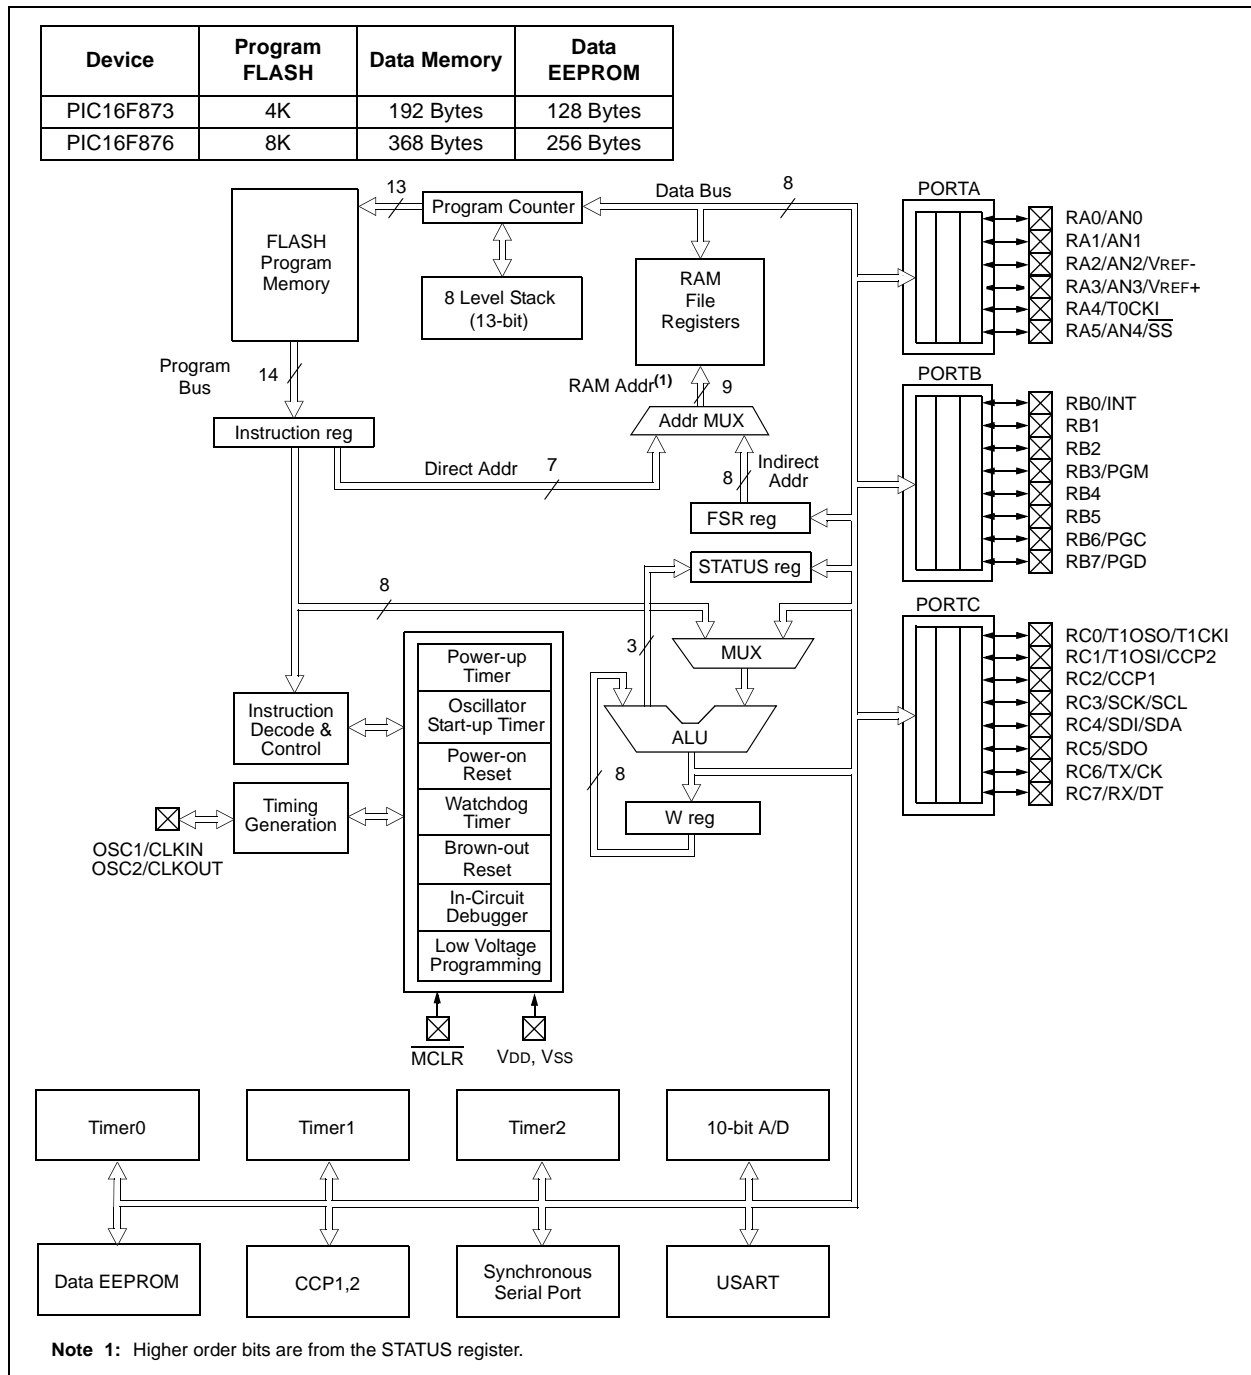 Device Program FLASH Data Memory Data EEPROM
PIC16F873 4K 192 Bytes 128 Bytes
PIC16F876 8K 368 Bytes 256 Bytes
FLASH
Program
Memory
13
Program Counter
8 Level Stack
(13-bit)
Data Bus
8
RAM
File
Registers
Program
Bus
14
RAM Addr(1)
9
Addr MUX
Instruction reg
Direct Addr
7
8
Indirect
Addr
FSR reg
STATUS reg
8
3
MUX
ALU
8
W reg
Power-up
Timer
Oscillator
Start-up Timer
Power-on
Reset
Watchdog
Timer
Brown-out
Reset
In-Circuit
Debugger
Low Voltage
Programming
Instruction
Decode &
Control
Timing
Generation
OSC1/CLKIN
OSC2/CLKOUT
MCLR
VDD, VSS
PORTA
RA0/AN0
RA1/AN1
RA2/AN2/VREF-
RA3/AN3/VREF+
RA4/T0CKI
RA5/AN4/SS
PORTB
RB0/INT
RB1
RB2
RB3/PGM
RB4
RB5
RB6/PGC
RB7/PGD
PORTC
RC0/T1OSO/T1CKI
RC1/T1OSI/CCP2
RC2/CCP1
RC3/SCK/SCL
RC4/SDI/SDA
RC5/SDO
RC6/TX/CK
RC7/RX/DT
Timer0
Timer1
Timer2
10-bit A/D
Data EEPROM
CCP1,2
Synchronous
Serial Port
USART
Note 1: Higher order bits are from the STATUS register.